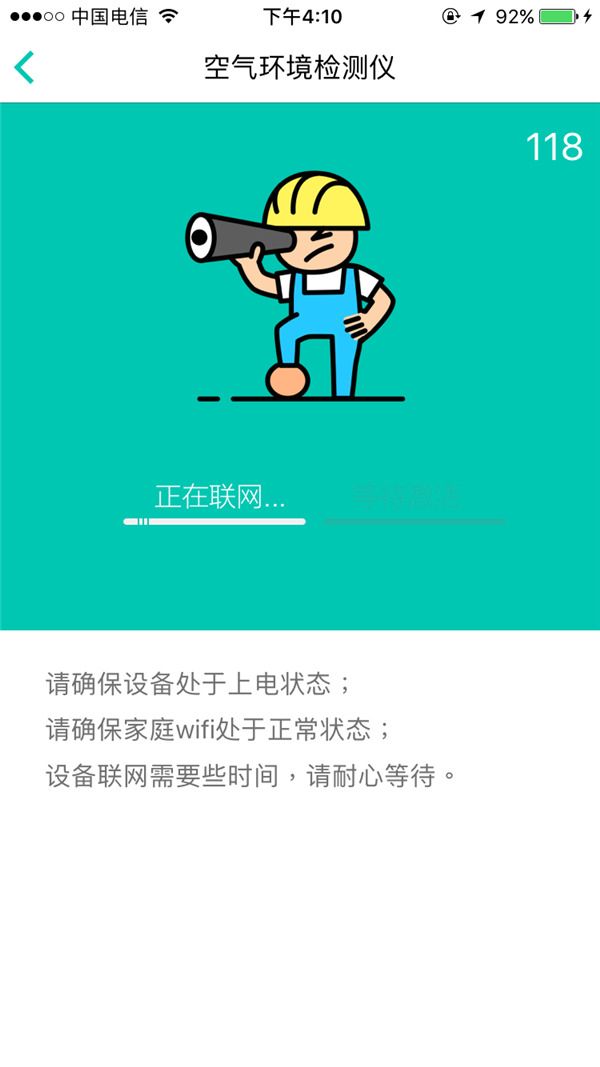 中国电信 下午4:10 92%
空气环境检测仪
118
正在联网... 等待激活
请确保设备处于上电状态；
请确保家庭wifi处于正常状态；
设备联网需要些时间，请耐心等待。